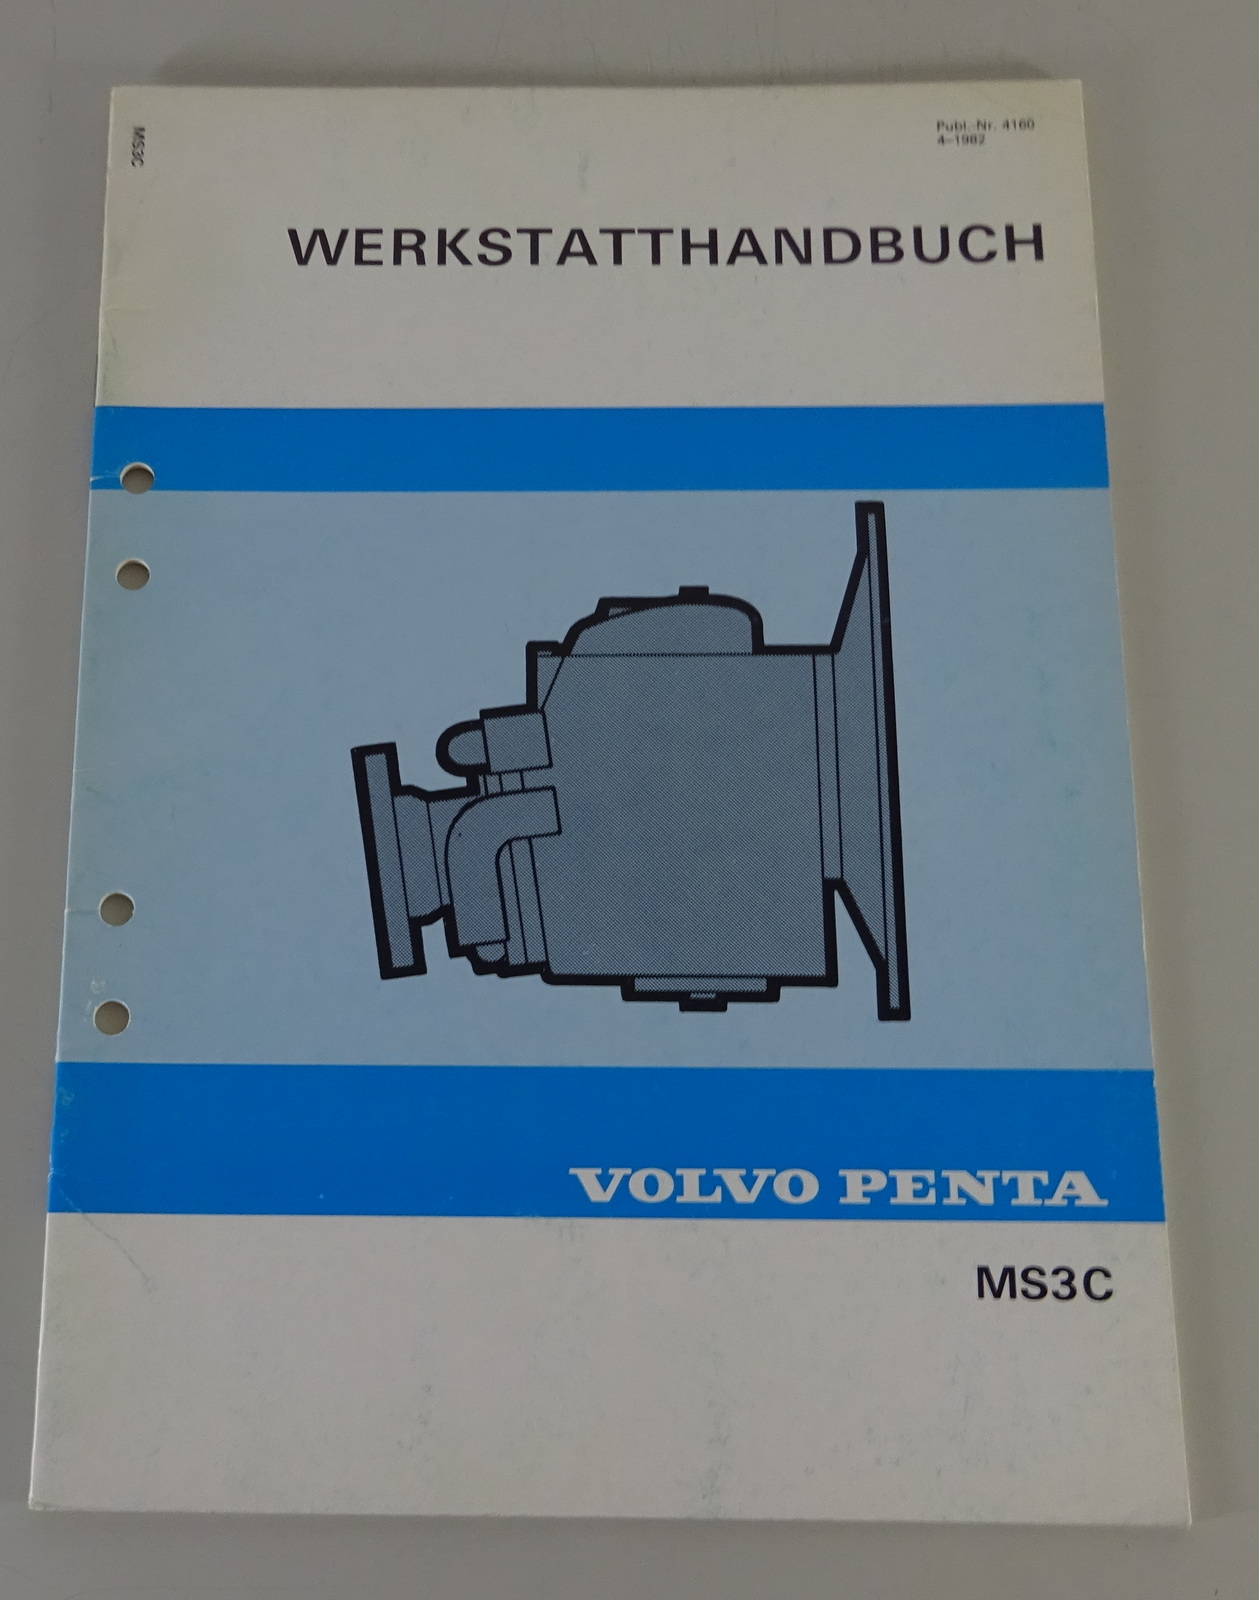 MS3C
Publ.-Nr. 4160
4-1982
WERKSTATTHANDBUCH
VOLVO PENTA
MS3C